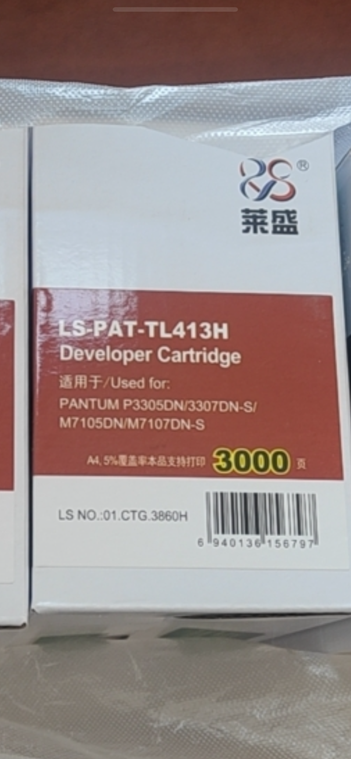 ®
莱盛
LS-PAT-TL413H
Developer Cartridge
适用于/Used for:
PANTUM P3305DN/3307DN-S/
M7105DN/M7107DN-S
A4, 5%覆盖率本品支持打印 3000 页
LS NO.:01.CTG.3860H
6 940136 156797